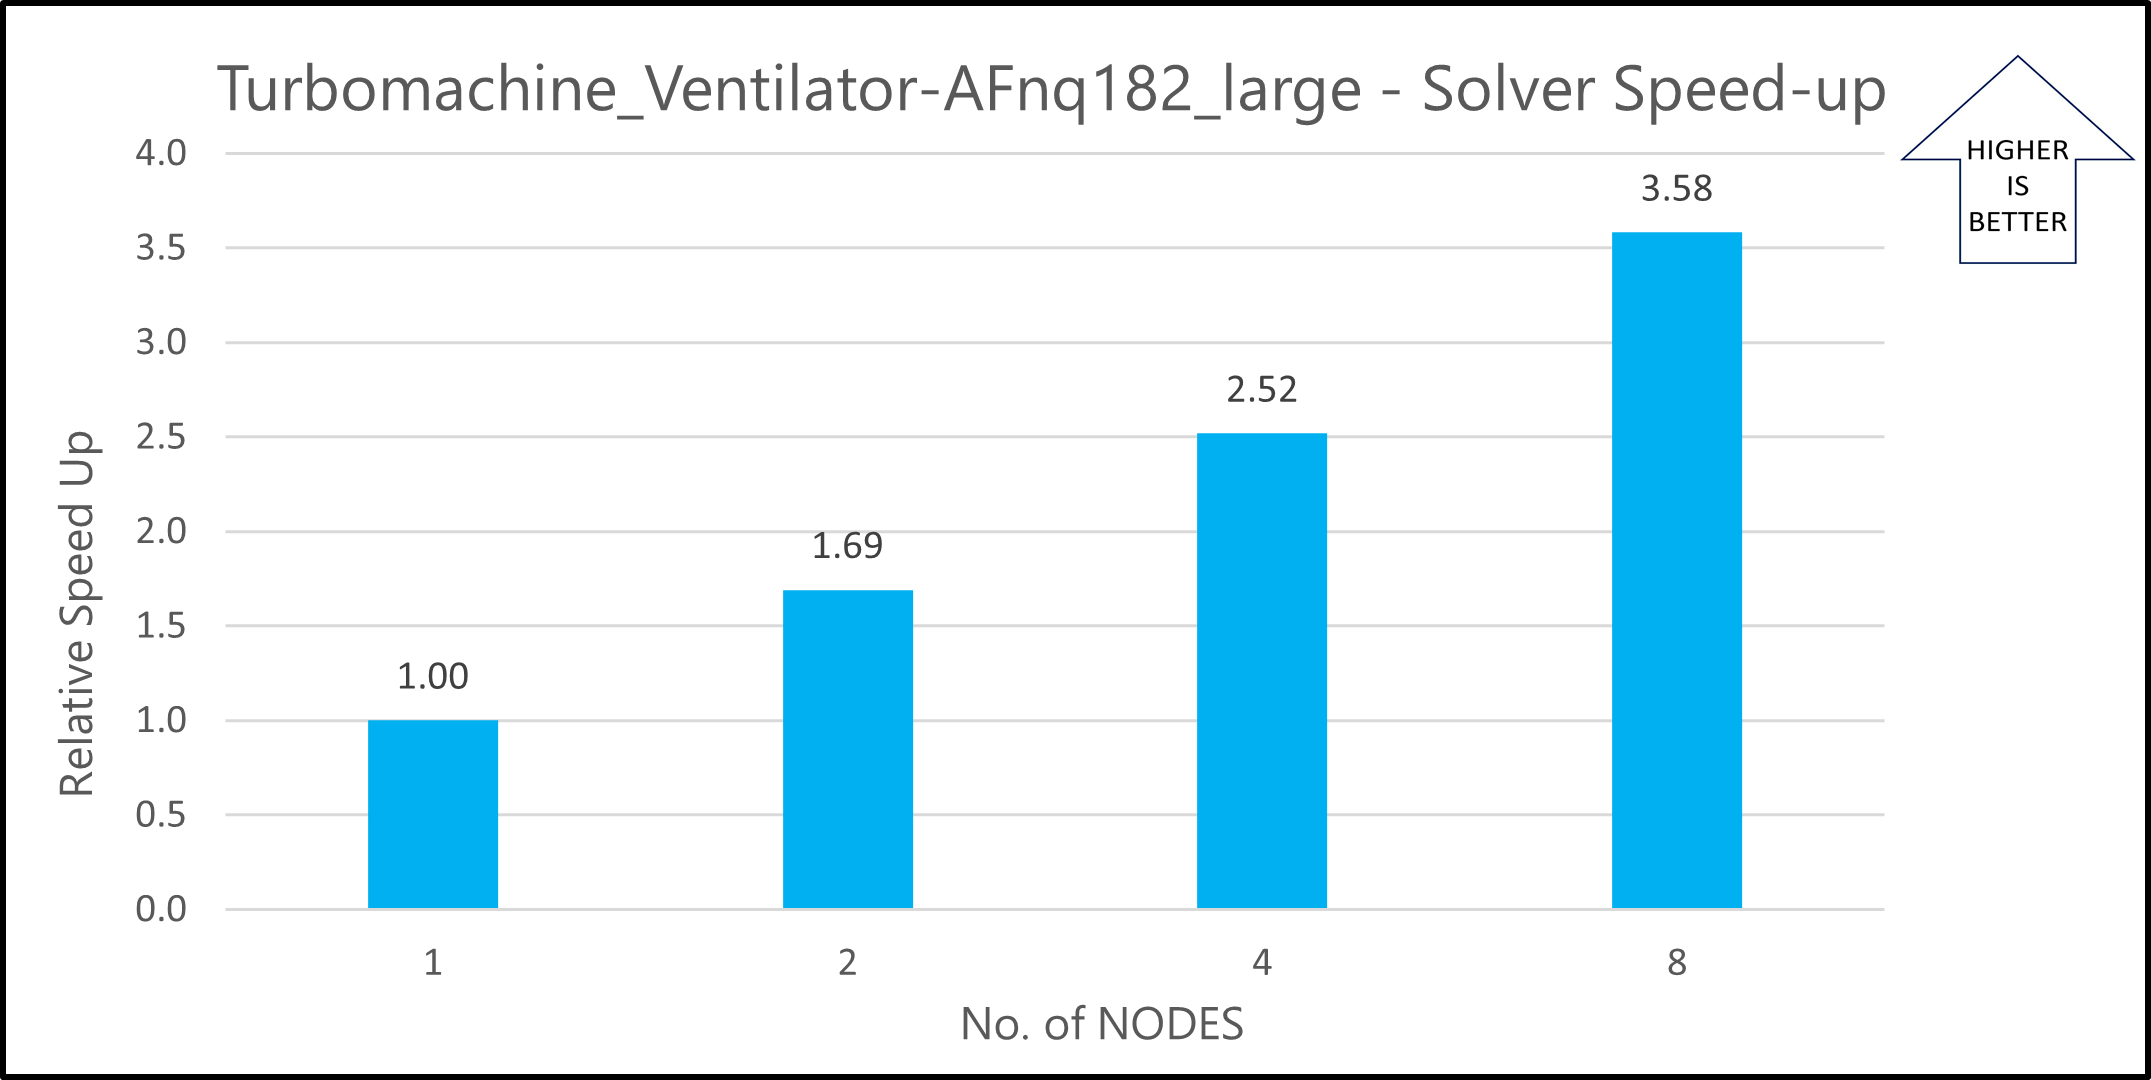 Turbomachine_Ventilator-AFnq182_large - Solver Speed-up
HIGHER
IS
BETTER
4.0
3.5
3.0
2.5
2.0
1.5
1.0
0.5
0.0
Relative Speed Up
1.00
1.69
2.52
3.58
1
2
4
8
No. of NODES